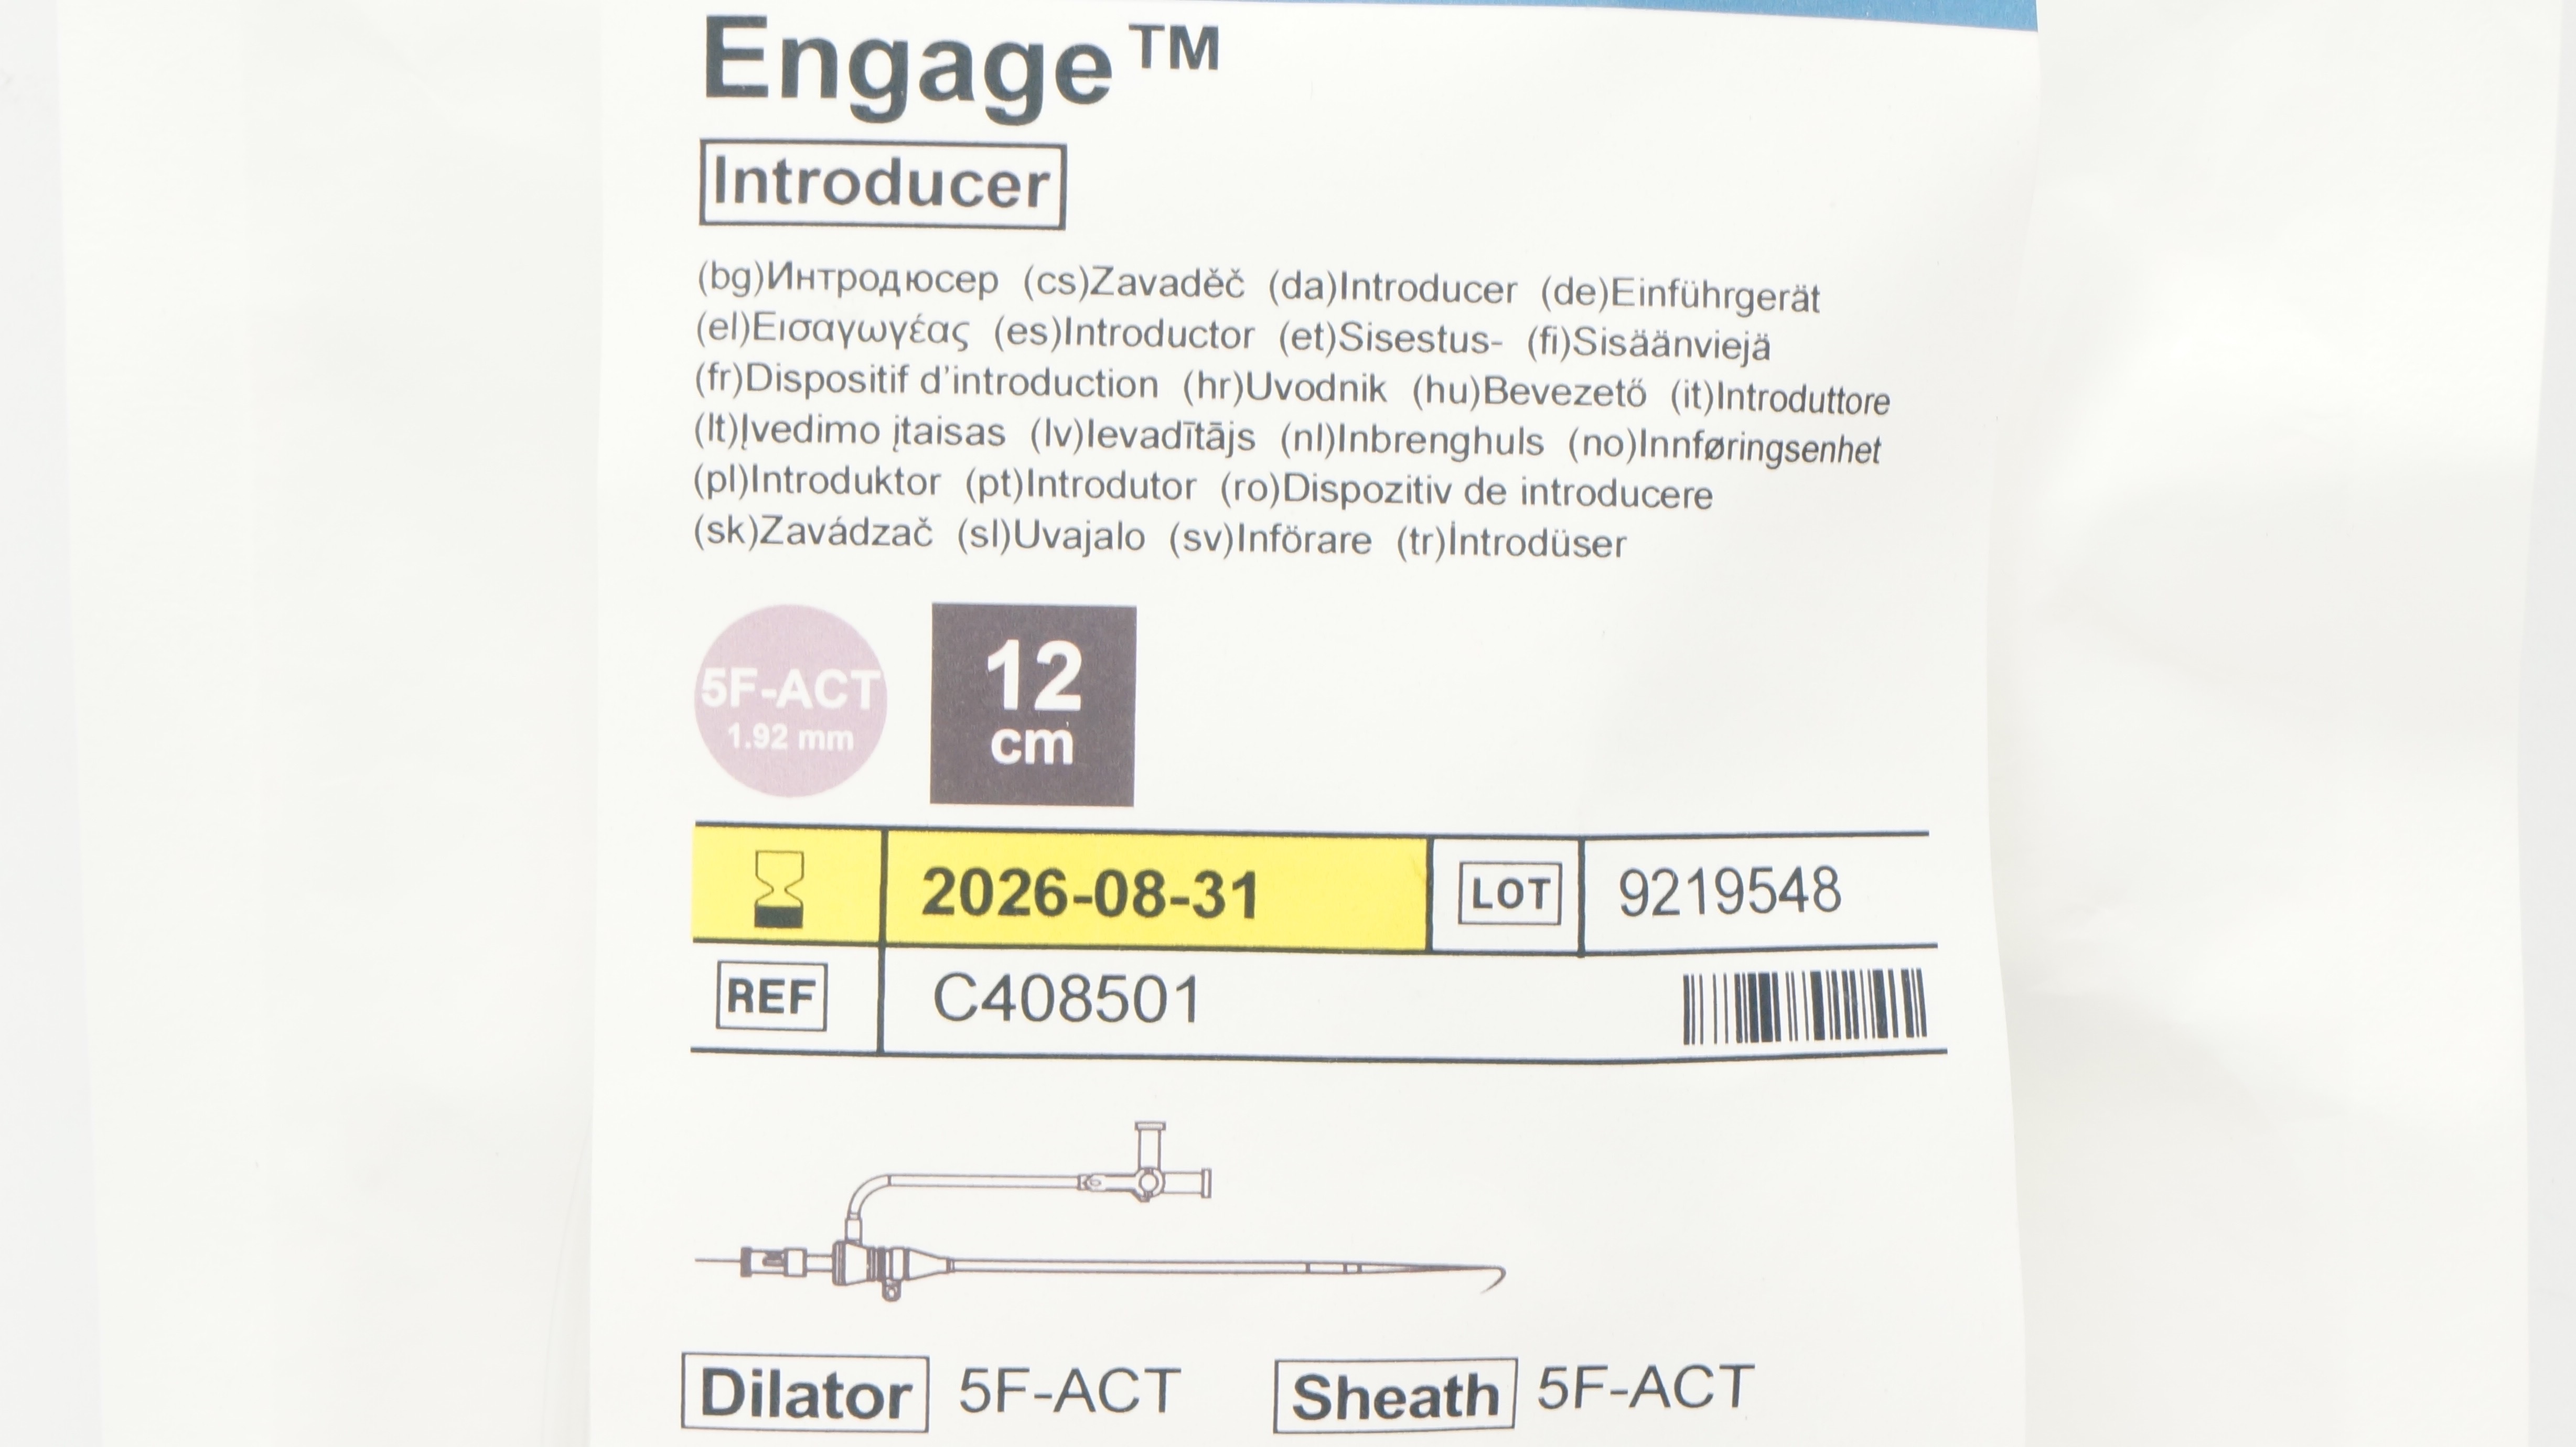 Engage™
Introducer
(bg)Интродюсер (cs)Zavaděč (da)Introducer (de)Einführgerät
(el)Εισαγωγέας (es)Introductor (et)Sisestus- (fi)Sisäänviejä
(fr)Dispositif d'introduction (hr)Uvodnik (hu)Bevezető (it)Introduttore
(lt)Įvedimo įtaisas (lv)Ievadītājs (nl)Inbrenghuls (no)Innføringsenhet
(pl)Introduktor (pt)Introdutor (ro)Dispozitiv de introducere
(sk)Zavádzač (sl)Uvajalo (sv)Införare (tr)İntrodüser
5F-ACT
1.92 mm
12
cm
2026-08-31 LOT 9219548
REF C408501
Dilator 5F-ACT Sheath 5F-ACT